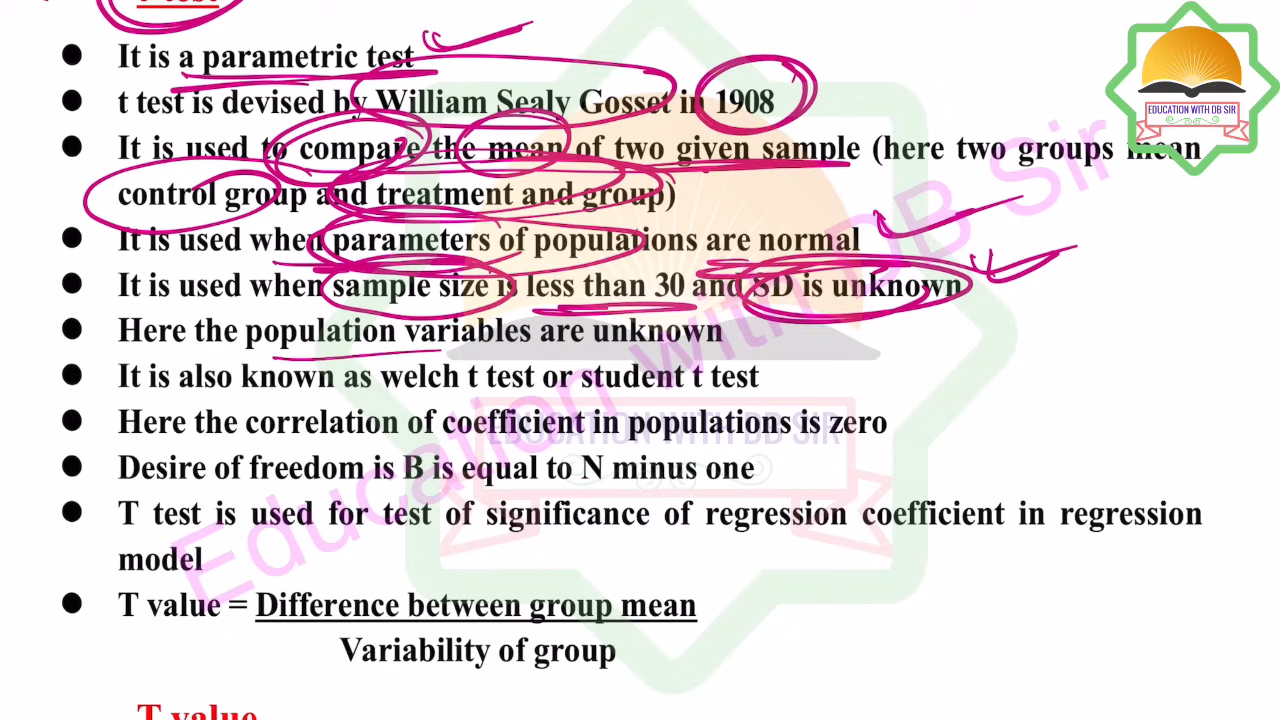 t test
● It is a parametric test
● t test is devised by William Sealy Gosset in 1908
● It is used to compare the mean of two given sample (here two groups mean
control group and treatment and group)
● It is used when parameters of populations are normal
● It is used when sample size is less than 30 and SD is unknown
● Here the population variables are unknown
● It is also known as welch t test or student t test
● Here the correlation of coefficient in populations is zero
● Desire of freedom is B is equal to N minus one
● T test is used for test of significance of regression coefficient in regression
model
● T value = Difference between group mean
Variability of group
T value
EDUCATION WITH DB SIR
Education with DB Sir
EDUCATION WITH DB SIR